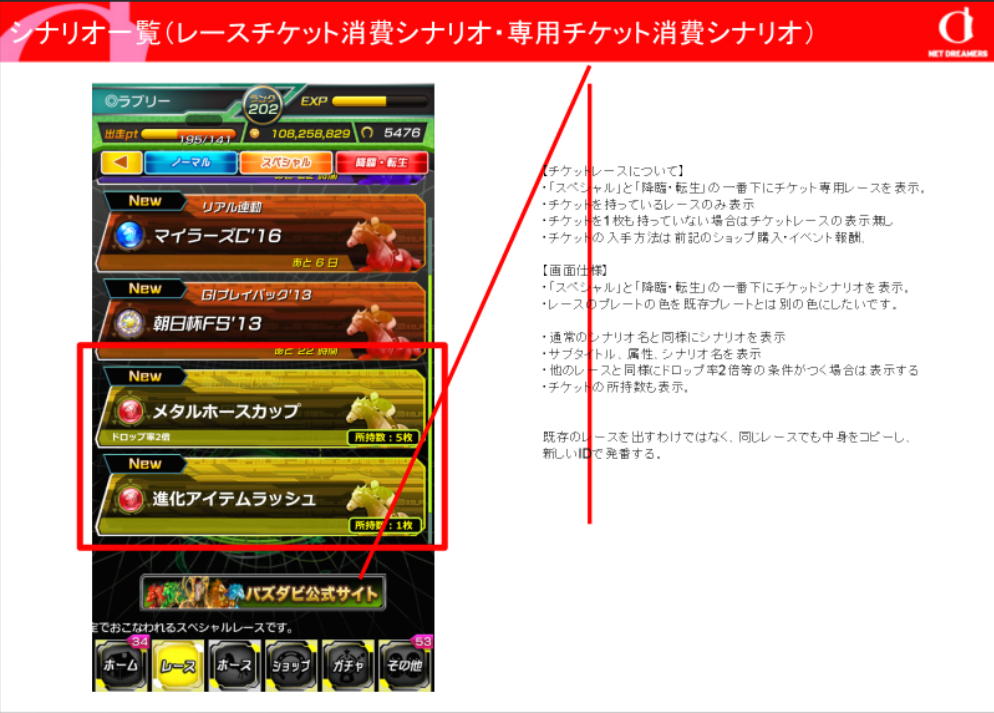 シナリオ一覧（レースチケット消費シナリオ・専用チケット消費シナリオ）
NET DREAMERS
◎ラブリー
ランク
202
EXP
出走pt
195/141
108,258,829
5476
ノーマル
スペシャル
降臨・転生
New
リアル連動
マイラーズC'16
あと 6 日
New
GIプレイバック'13
朝日杯FS'13
あと 22 時間
New
メタルホースカップ
ドロップ率2倍
所持数：5枚
New
進化アイテムラッシュ
所持数：1枚
パズダビ公式サイト
定でおこなわれるスペシャルレースです。
34
53
ホーム
レース
ホース
ショップ
ガチャ
その他
【チケットレースについて】
・「スペシャル」と「降臨・転生」の一番下にチケット専用レースを表示。
・チケットを持っているレースのみ表示
・チケットを1枚も持っていない場合はチケットレースの表示無し
・チケットの入手方法は前記のショップ購入・イベント報酬、
【画面仕様】
・「スペシャル」と「降臨・転生」の一番下にチケットシナリオを表示。
・レースのプレートの色を既存プレートとは別の色にしたいです。
・通常のシナリオ名と同様にシナリオを表示
・サブタイトル、属性、シナリオ名を表示
・他のレースと同様にドロップ率2倍等の条件がつく場合は表示する
・チケットの所持数も表示。
既存のレースを出すわけではなく、同じレースでも中身をコピーし、
新しいIDで発番する。